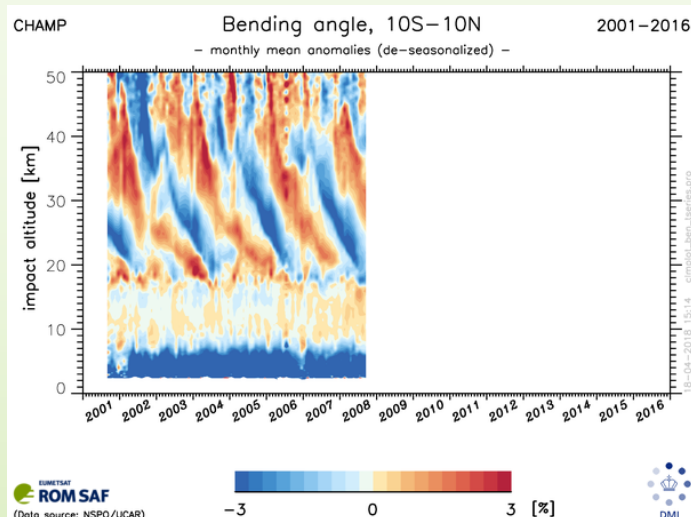 CHAMP
Bending angle, 10S-10N
2001-2016
- monthly mean anomalies (de-seasonalized) -
impact altitude [km]
50
40
30
20
10
0
2001 2002 2003 2004 2005 2006 2007 2008 2009 2010 2011 2012 2013 2014 2015 2016
18-04-2018 15:14
EUMETSAT
ROM SAF
(Data source: NSPO/UCAR)
-3 0 3 [%]
DMI